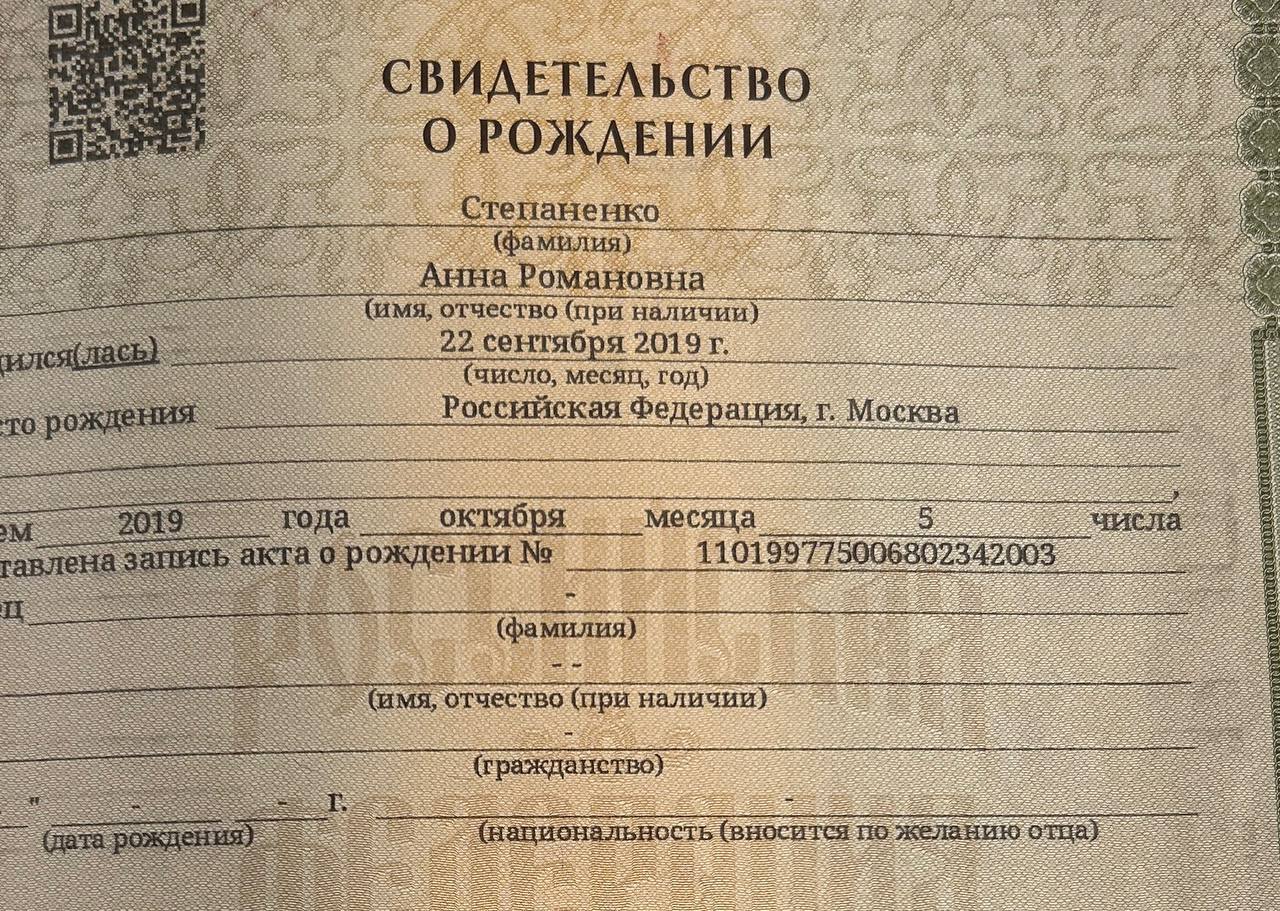 СВИДЕТЕЛЬСТВО
О РОЖДЕНИИ
Степаненко
(фамилия)
Анна Романовна
(имя, отчество (при наличии)
дился(лась) 22 сентября 2019 г.
(число, месяц, год)
сто рождения Российская Федерация, г. Москва
,
ем 2019 года октября месяца 5 числа
тавлена запись акта о рождении № 110199775006802342003
ец -
(фамилия)
- -
(имя, отчество (при наличии)
-
(гражданство)
" - - г. -
(дата рождения) (национальность (вносится по желанию отца)